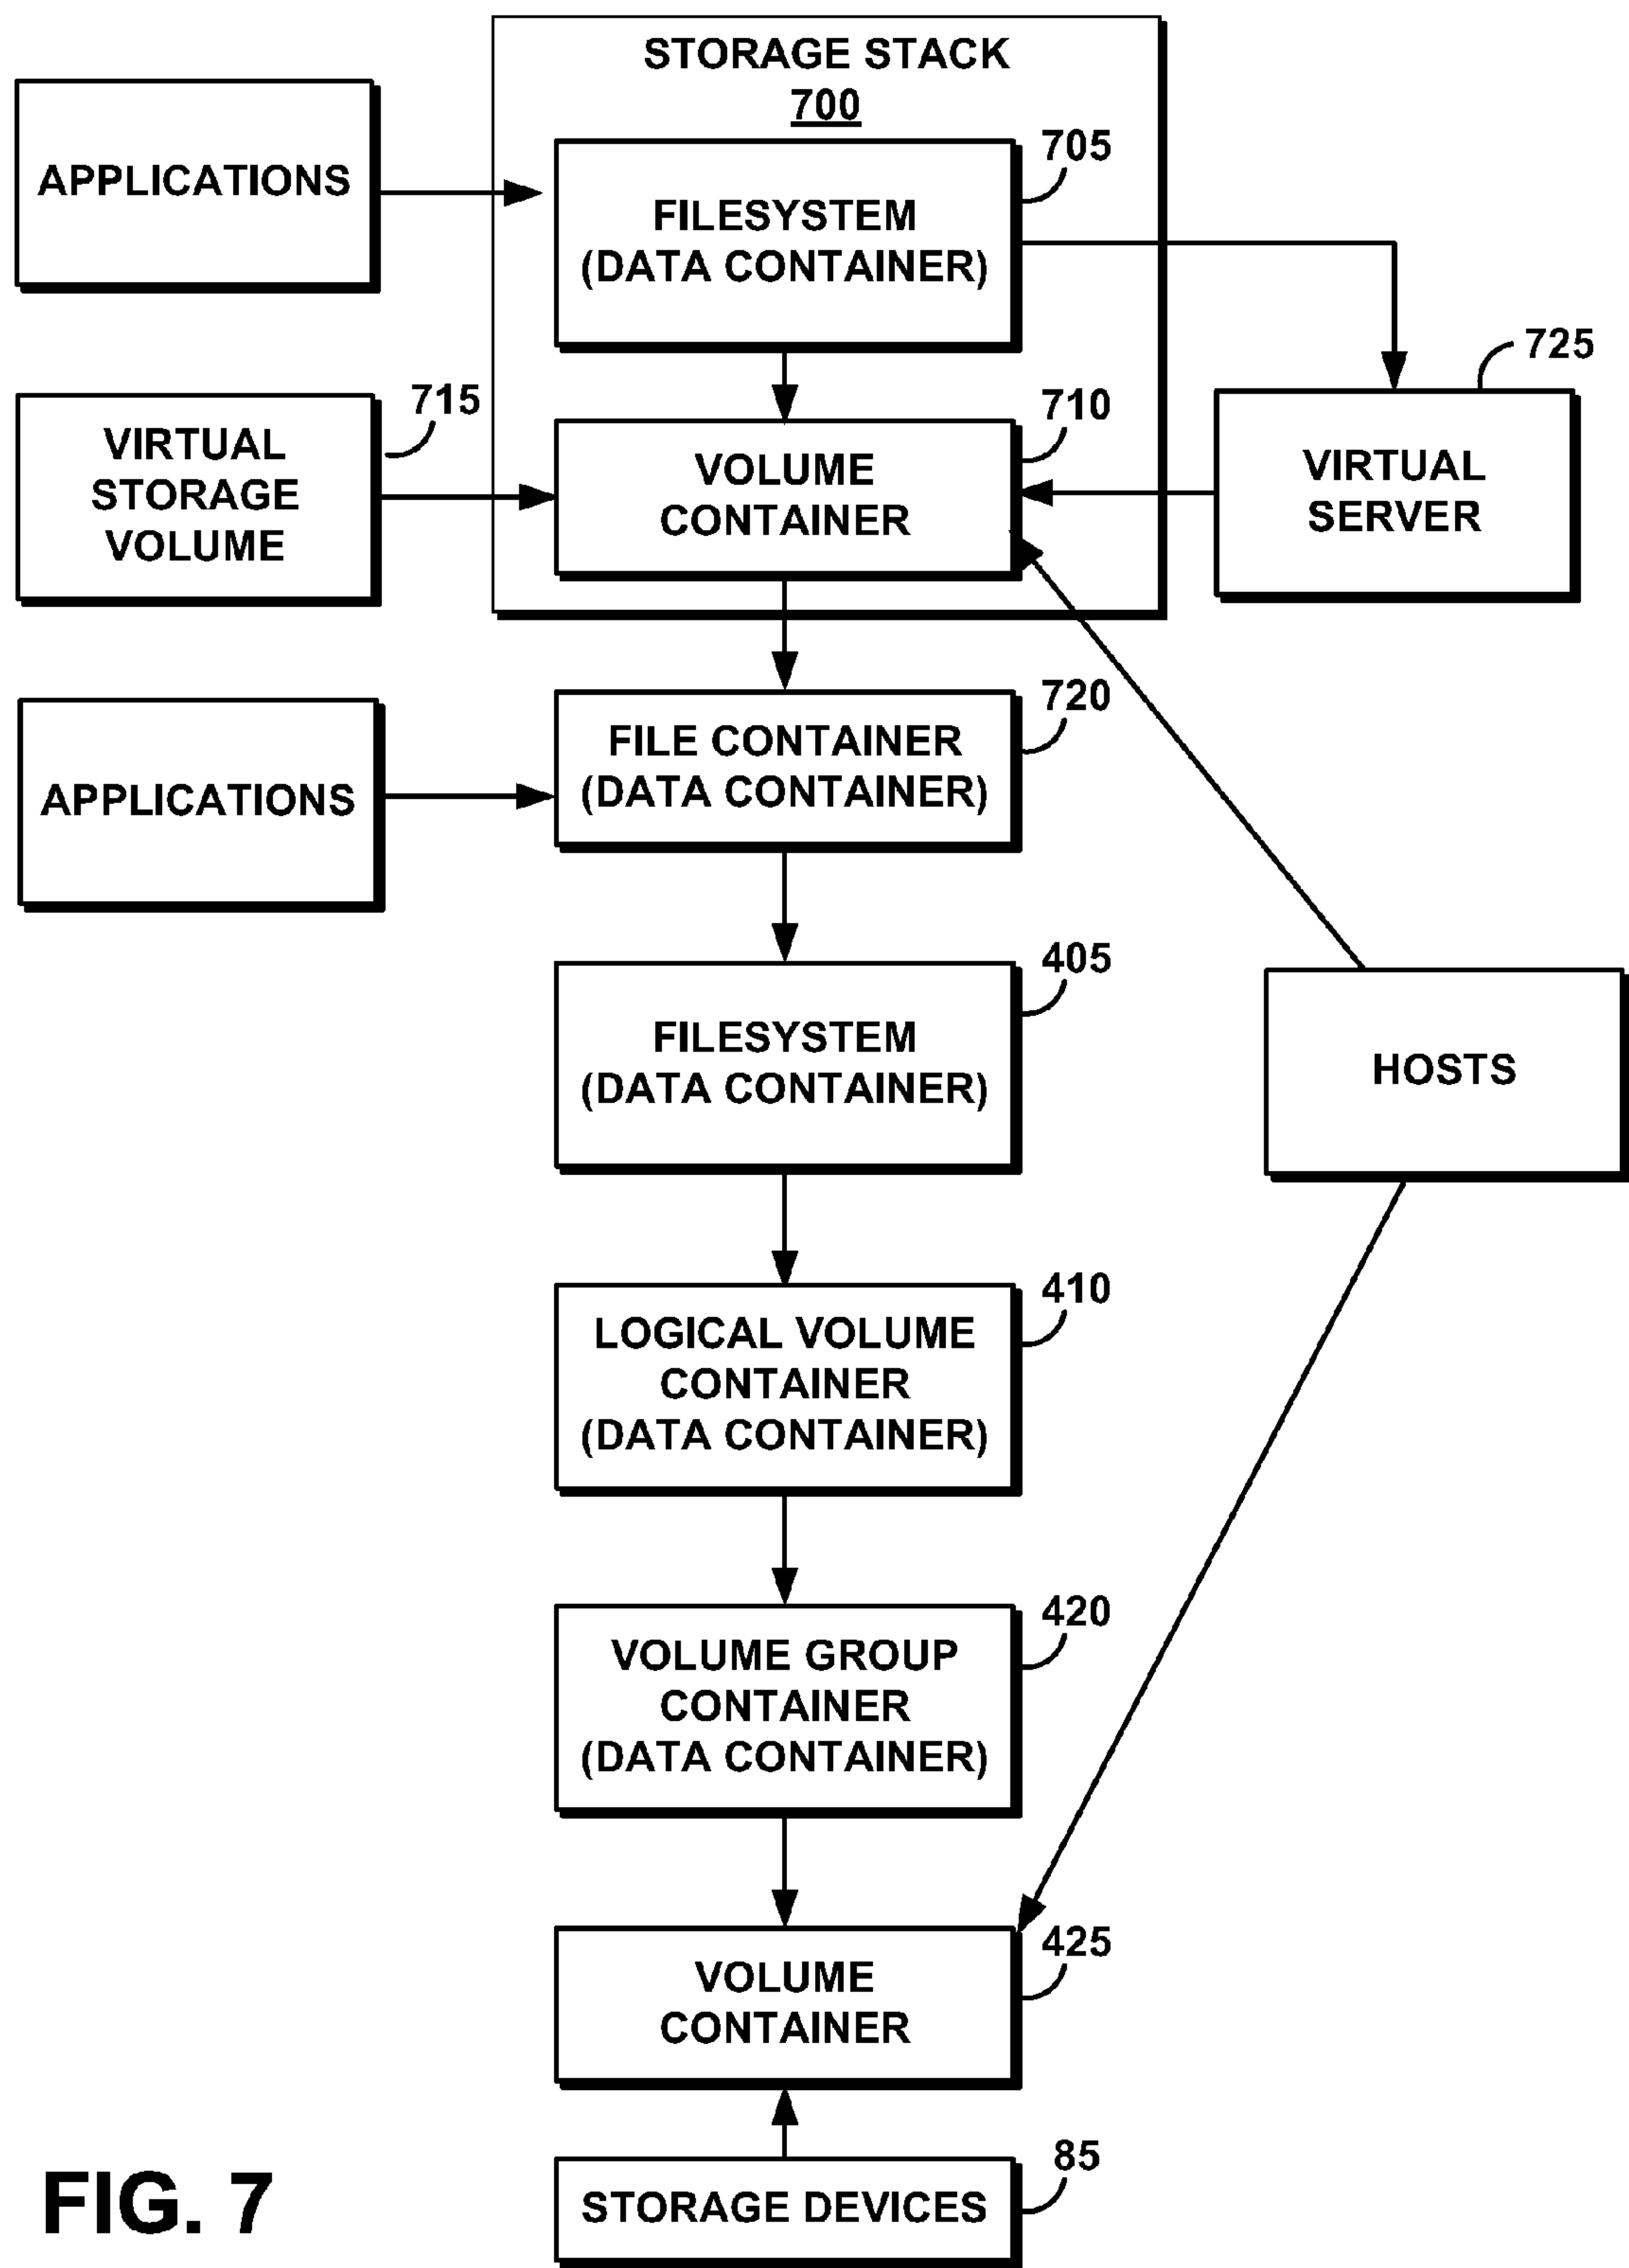 STORAGE STACK
700
APPLICATIONS
705
FILESYSTEM
(DATA CONTAINER)
725
715
VIRTUAL
STORAGE
VOLUME
710
VOLUME
CONTAINER
VIRTUAL
SERVER
720
FILE CONTAINER
(DATA CONTAINER)
APPLICATIONS
405
FILESYSTEM
(DATA CONTAINER)
HOSTS
410
LOGICAL VOLUME
CONTAINER
(DATA CONTAINER)
420
VOLUME GROUP
CONTAINER
(DATA CONTAINER)
425
VOLUME
CONTAINER
85
STORAGE DEVICES
FIG. 7